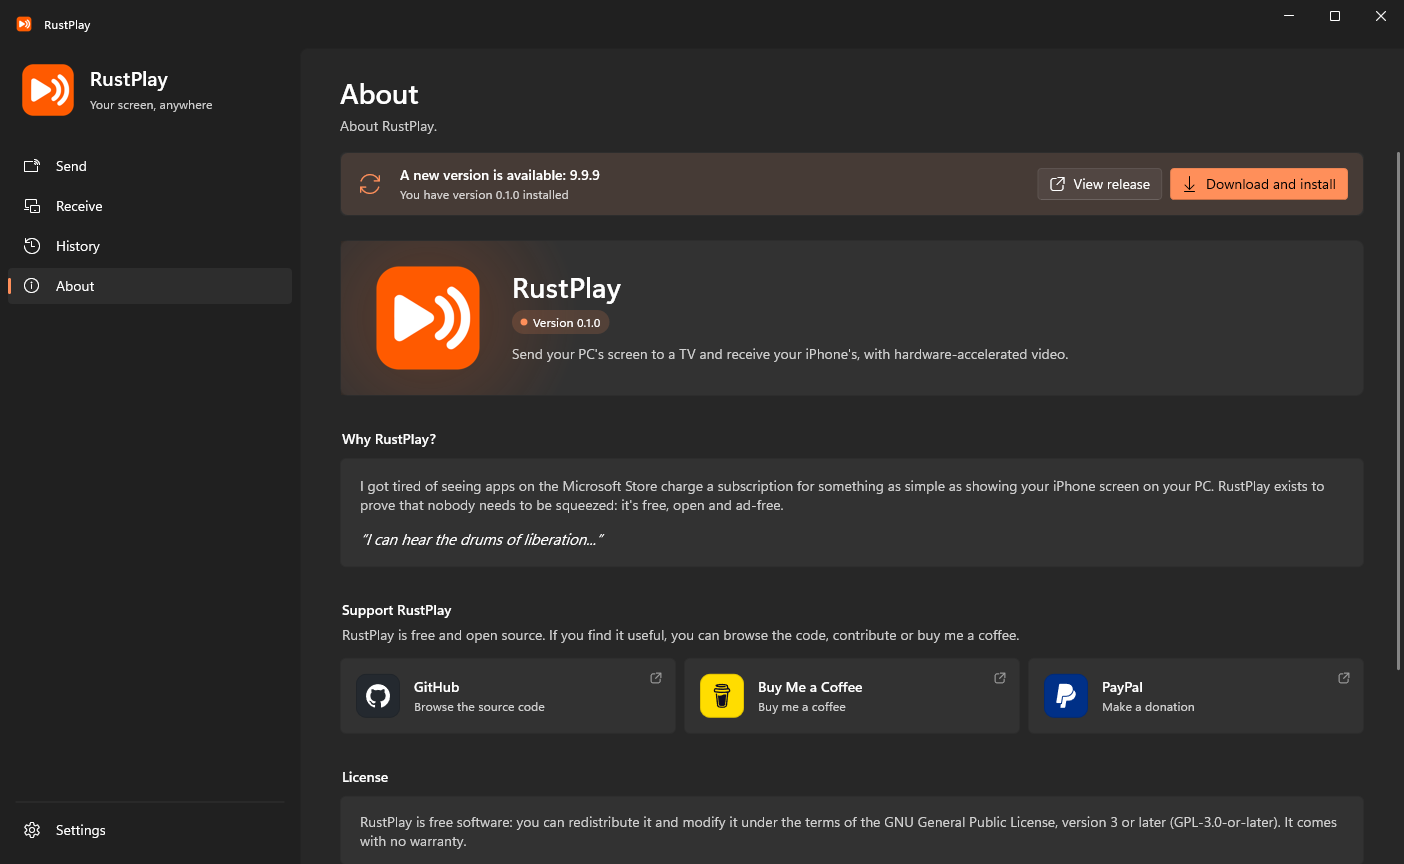 RustPlay
RustPlay
Your screen, anywhere
Send
Receive
History
About
Settings
About
About RustPlay.
A new version is available: 9.9.9
You have version 0.1.0 installed
View release
Download and install
RustPlay
Version 0.1.0
Send your PC's screen to a TV and receive your iPhone's, with hardware-accelerated video.
Why RustPlay?
I got tired of seeing apps on the Microsoft Store charge a subscription for something as simple as showing your iPhone screen on your PC. RustPlay exists to
prove that nobody needs to be squeezed: it's free, open and ad-free.
“I can hear the drums of liberation…”
Support RustPlay
RustPlay is free and open source. If you find it useful, you can browse the code, contribute or buy me a coffee.
GitHub
Browse the source code
Buy Me a Coffee
Buy me a coffee
PayPal
Make a donation
License
RustPlay is free software: you can redistribute it and modify it under the terms of the GNU General Public License, version 3 or later (GPL-3.0-or-later). It comes
with no warranty.